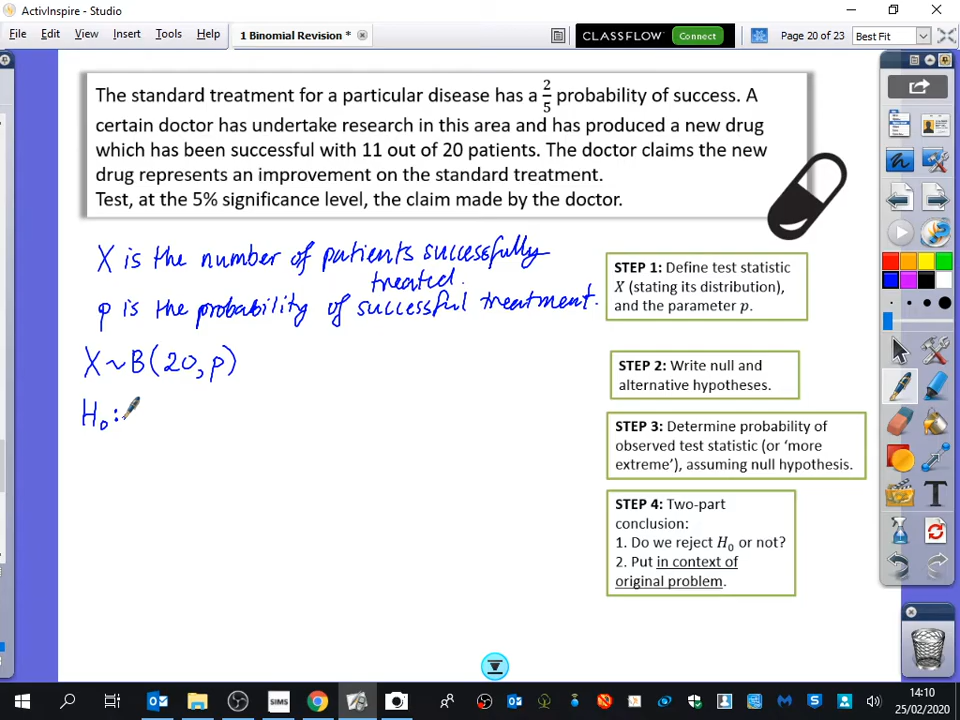 ActivInspire - Studio
File Edit View Insert Tools Help
1 Binomial Revision *
CLASSFLOW Connect
Page 20 of 23
Best Fit
The standard treatment for a particular disease has a 2/5 probability of success. A
certain doctor has undertake research in this area and has produced a new drug
which has been successful with 11 out of 20 patients. The doctor claims the new
drug represents an improvement on the standard treatment.
Test, at the 5% significance level, the claim made by the doctor.
X is the number of patients successfully
treated.
p is the probability of successful treatment.
X~B(20, p)
H₀:
STEP 1: Define test statistic
X (stating its distribution),
and the parameter p.
STEP 2: Write null and
alternative hypotheses.
STEP 3: Determine probability of
observed test statistic (or ‘more
extreme’), assuming null hypothesis.
STEP 4: Two-part
conclusion:
1. Do we reject H₀ or not?
2. Put in context of
original problem.
SIMS
14:10
25/02/2020